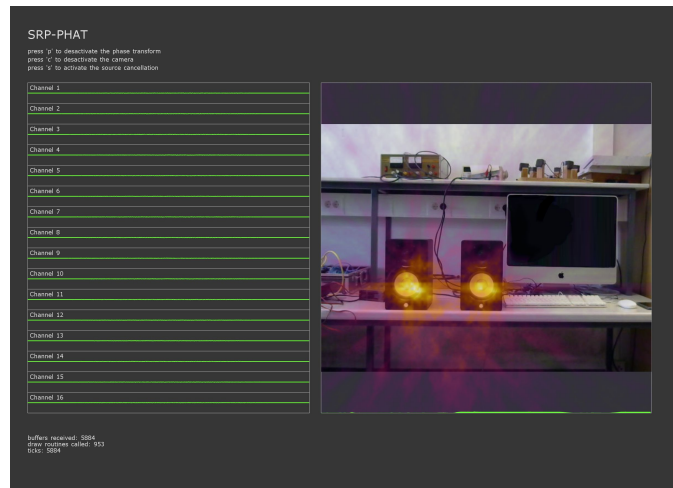 SRP-PHAT
press 'p' to desactivate the phase transform
press 'c' to desactivate the camera
press 's' to activate the source cancellation
Channel 1
Channel 2
Channel 3
Channel 4
Channel 5
Channel 6
Channel 7
Channel 8
Channel 9
Channel 10
Channel 11
Channel 12
Channel 13
Channel 14
Channel 15
Channel 16
buffers received: 5884
draw routines called: 953
ticks: 5884